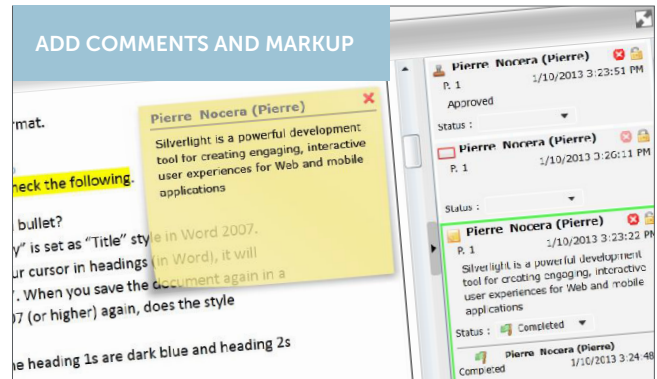 ADD COMMENTS AND MARKUP
rmat.
heck the following.
bullet?
y" is set as "Title" style in Word 2007.
ur cursor in headings (in Word), it will
. When you save the document again in a
07 (or higher) again, does the style
e heading 1s are dark blue and heading 2s
Pierre Nocera (Pierre)
Silverlight is a powerful development
tool for creating engaging, interactive
user experiences for Web and mobile
applications
Pierre Nocera (Pierre)
P. 1 1/10/2013 3:23:51 PM
Approved
Status :
Pierre Nocera (Pierre)
P. 1 1/10/2013 3:26:11 PM
Status :
Pierre Nocera (Pierre)
P. 1 1/10/2013 3:23:22 PM
Silverlight is a powerful development
tool for creating engaging, interactive
user experiences for Web and mobile
applications
Status : Completed
Pierre Nocera (Pierre)
Completed 1/10/2013 3:24:48